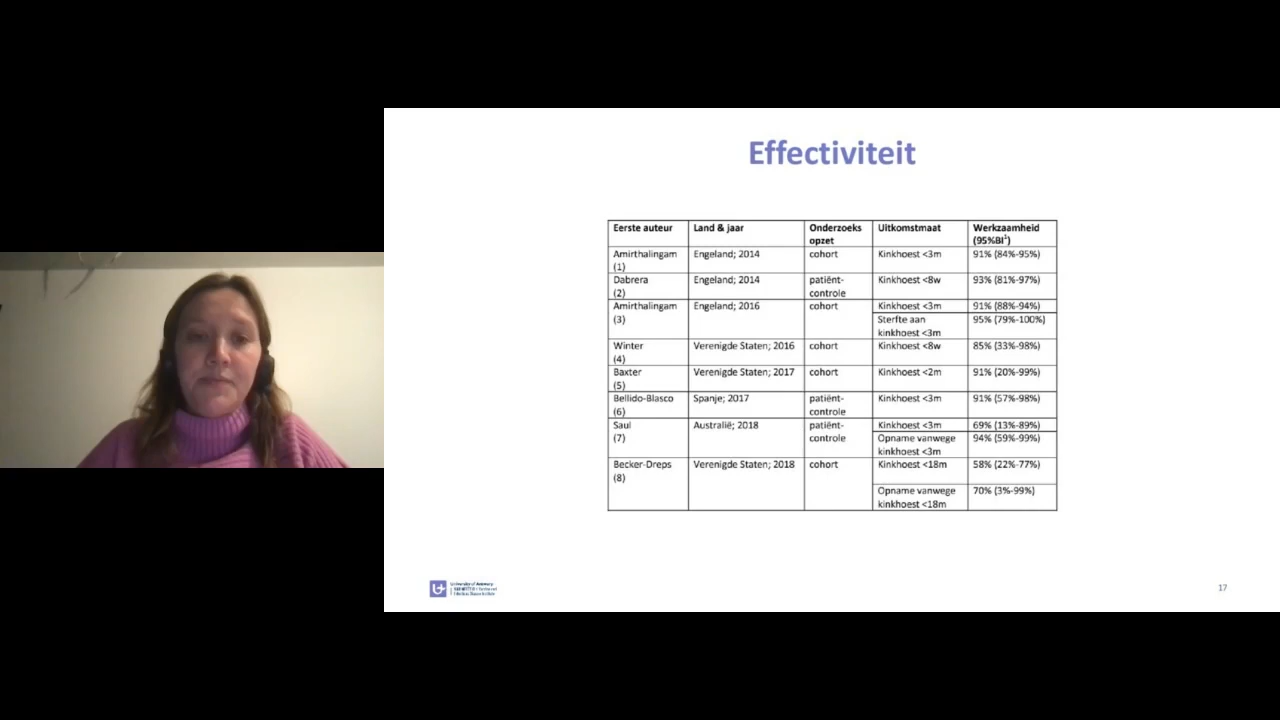 Effectiviteit
Eerste auteur Land & jaar Onderzoeks Uitkomstmaat Werkzaamheid
opzet (95%BI¹)
Amirthalingam Engeland; 2014 cohort Kinkhoest <3m 91% (84%-95%)
(1)
Dabrera Engeland; 2014 patiënt- Kinkhoest <8w 93% (81%-97%)
(2) controle
Amirthalingam Engeland; 2016 cohort Kinkhoest <3m 91% (88%-94%)
(3) Sterfte aan 95% (79%-100%)
kinkhoest <3m
Winter Verenigde Staten; 2016 cohort Kinkhoest <8w 85% (33%-98%)
(4)
Baxter Verenigde Staten; 2017 cohort Kinkhoest <2m 91% (20%-99%)
(5)
Bellido-Blasco Spanje; 2017 patiënt- Kinkhoest <3m 91% (57%-98%)
(6) controle
Saul Australië; 2018 patiënt- Kinkhoest <3m 69% (13%-89%)
(7) controle Opname vanwege 94% (59%-99%)
kinkhoest <3m
Becker-Dreps Verenigde Staten; 2018 cohort Kinkhoest <18m 58% (22%-77%)
(8)
Opname vanwege 70% (3%-99%)
kinkhoest <18m
University of Antwerp
17